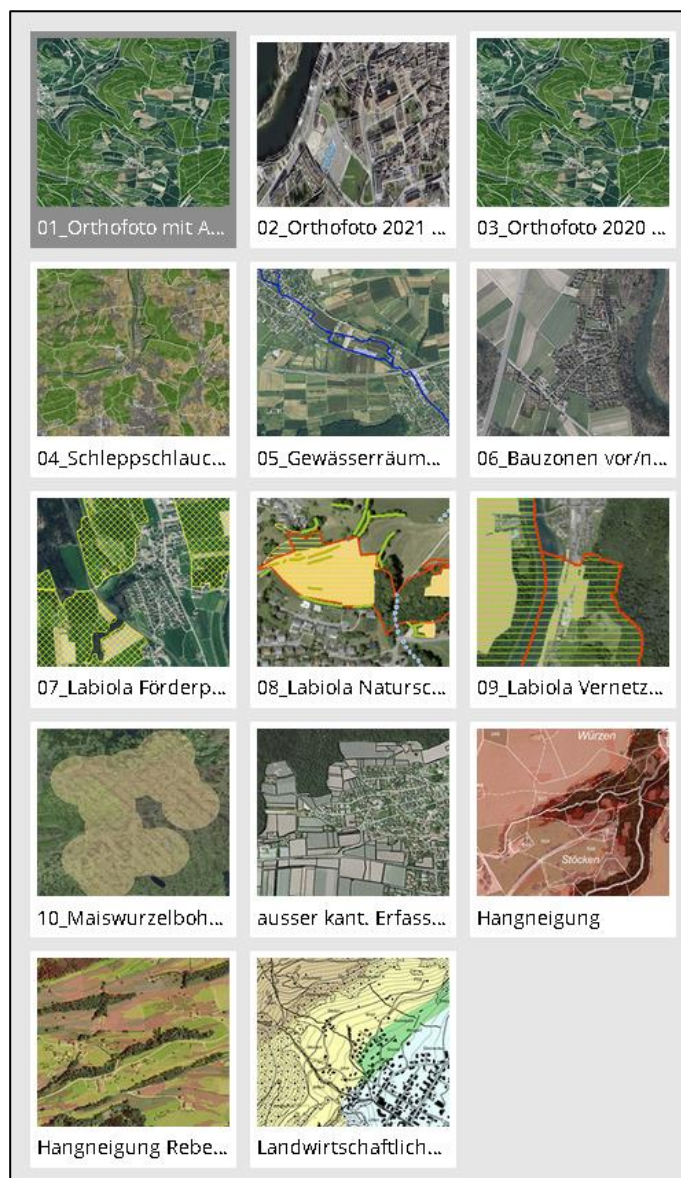 01_Orthofoto mit A...
02_Orthofoto 2021 ...
03_Orthofoto 2020 ...
04_Schleppschlauc...
05_Gewässerräum...
06_Bauzonen vor/n...
07_Labiola Förderp...
08_Labiola Natursc...
09_Labiola Vernetz...
Würzen
Stöcken
10_Maiswurzelboh...
ausser kant. Erfass...
Hangneigung
Hangneigung Rebe...
Landwirtschaftlich...